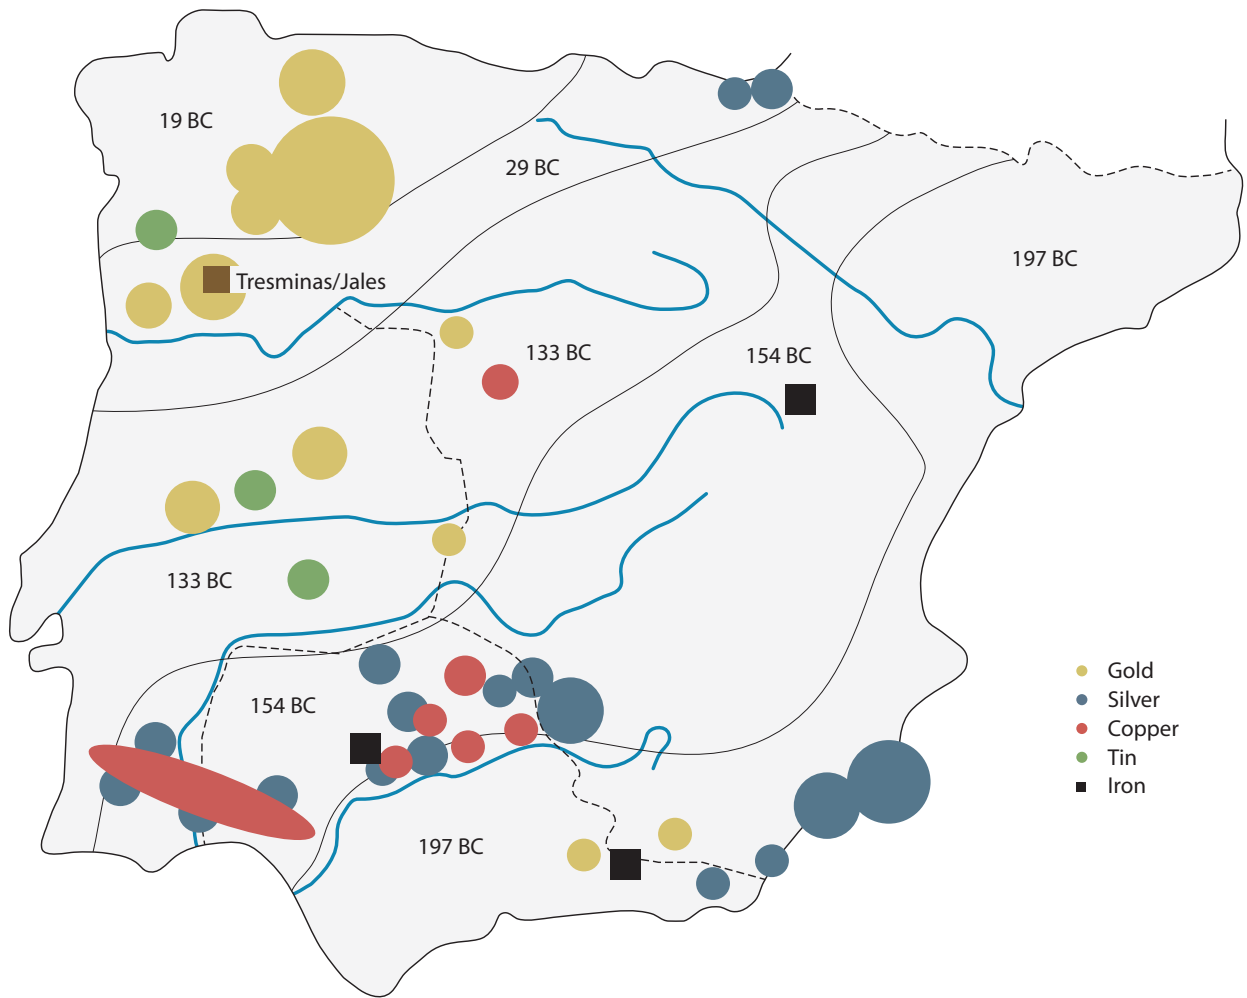 19 BC
29 BC
197 BC
Tresminas/Jales
133 BC
154 BC
133 BC
154 BC
197 BC
Gold
Silver
Copper
Tin
Iron